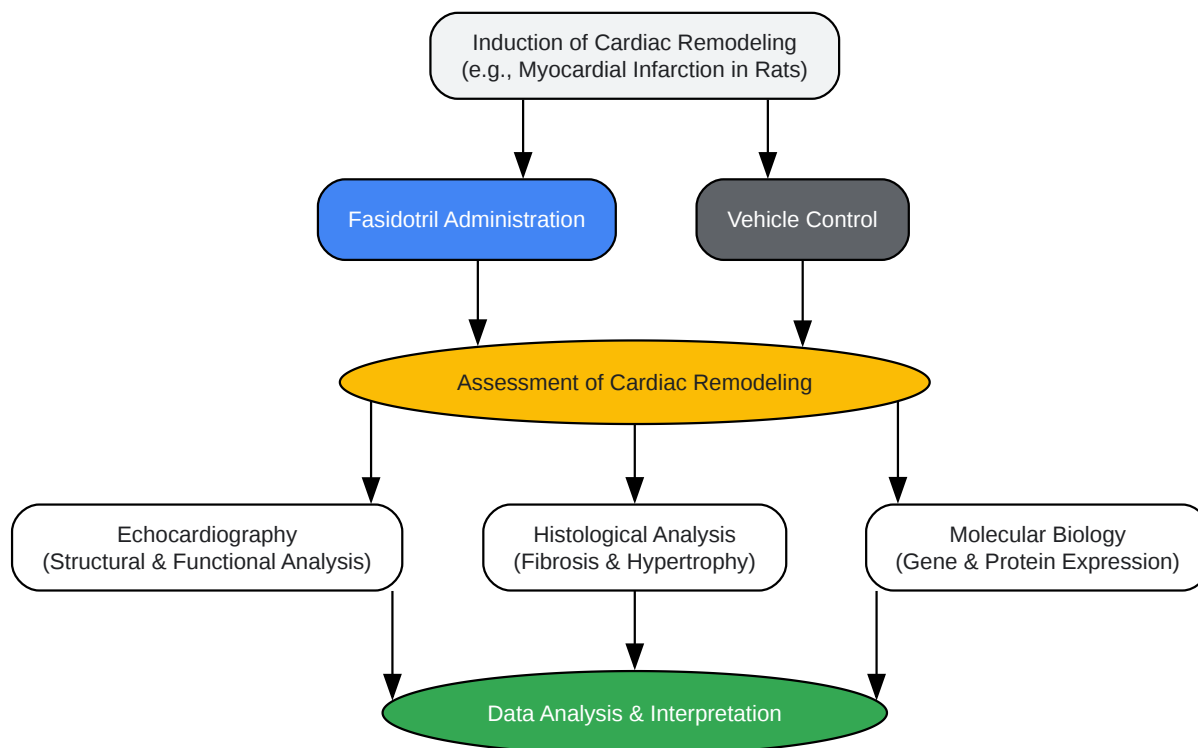 Induction of Cardiac Remodeling
(e.g., Myocardial Infarction in Rats)
Fasidotril Administration
Vehicle Control
Assessment of Cardiac Remodeling
Echocardiography
(Structural & Functional Analysis)
Histological Analysis
(Fibrosis & Hypertrophy)
Molecular Biology
(Gene & Protein Expression)
Data Analysis & Interpretation